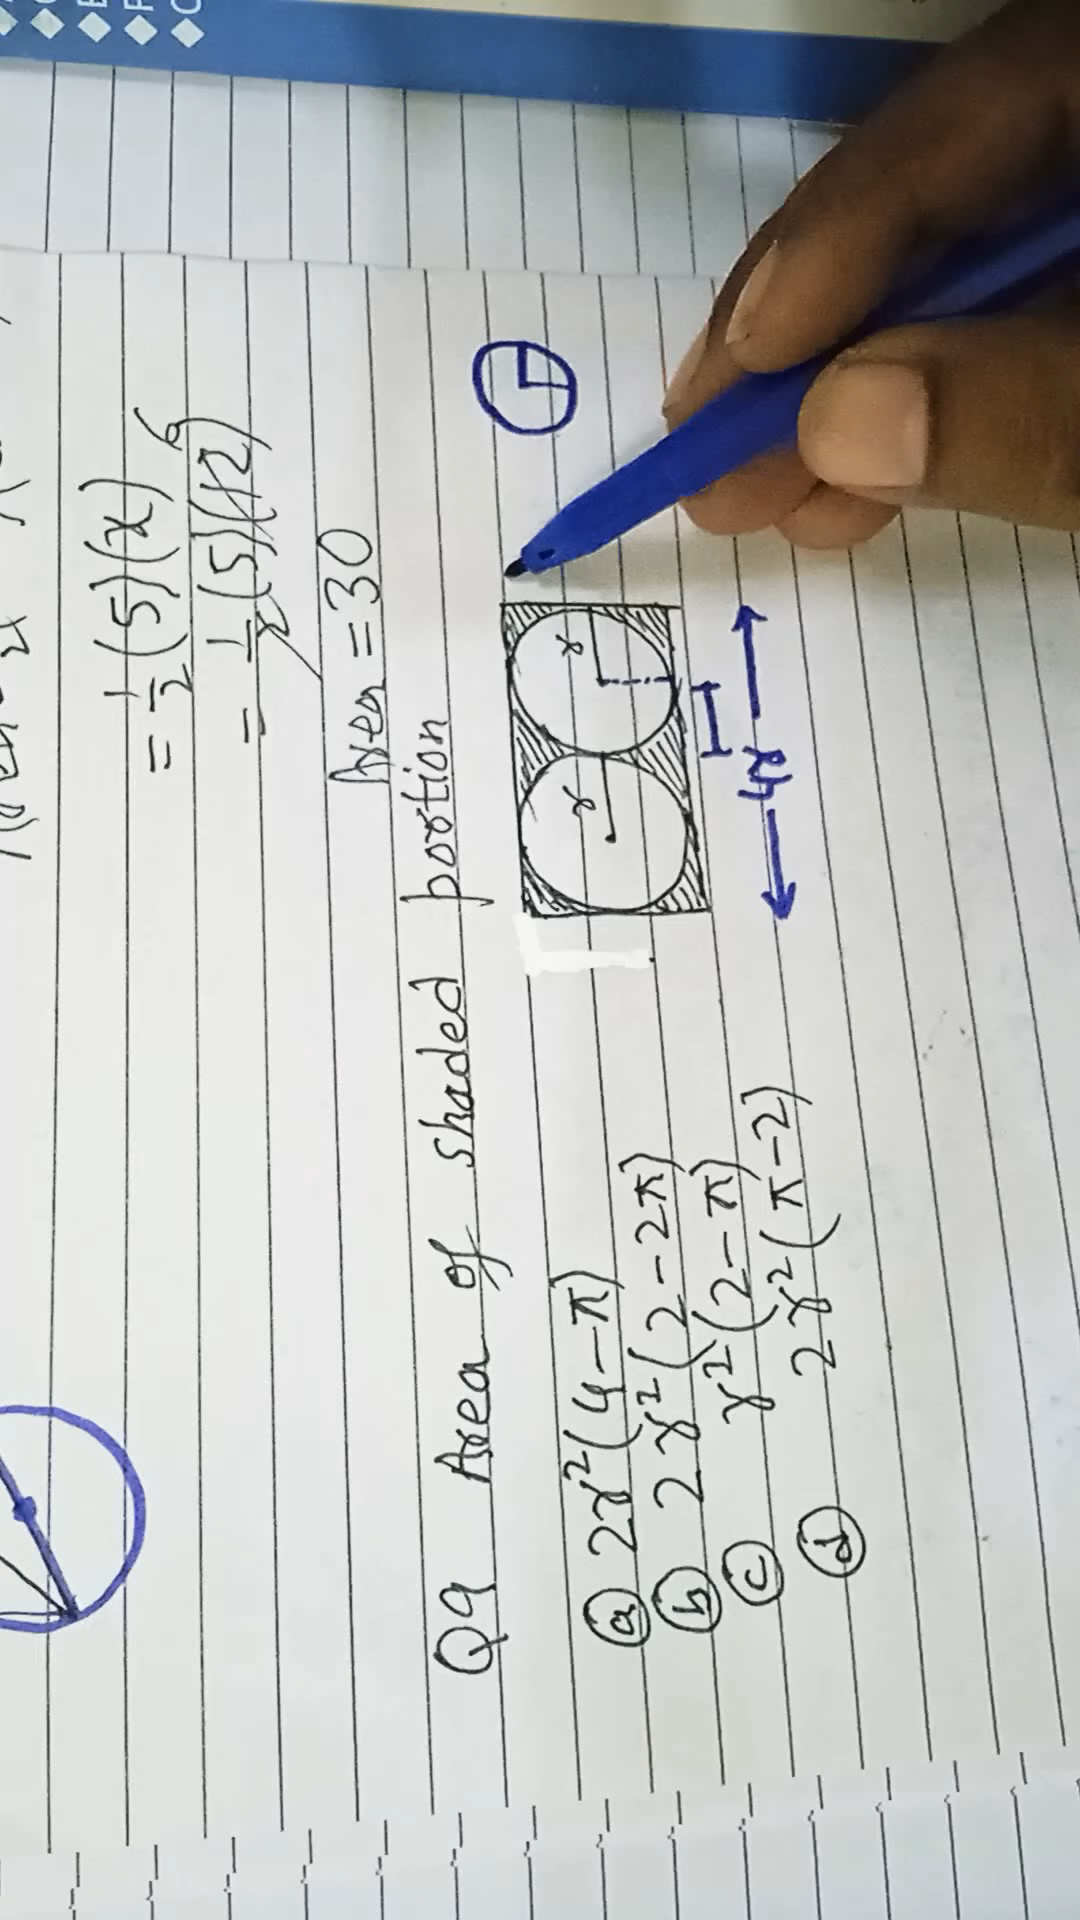 = 1/2 (5)(x)
= 1/2 (5)(12) 6
Area = 30
Q9 Area of shaded portion
(a) 2r²(4-π)
(b) 2r²(2-2π)
(c) r²(2-π)
(d) 2r²(π-2)
r
r
4r